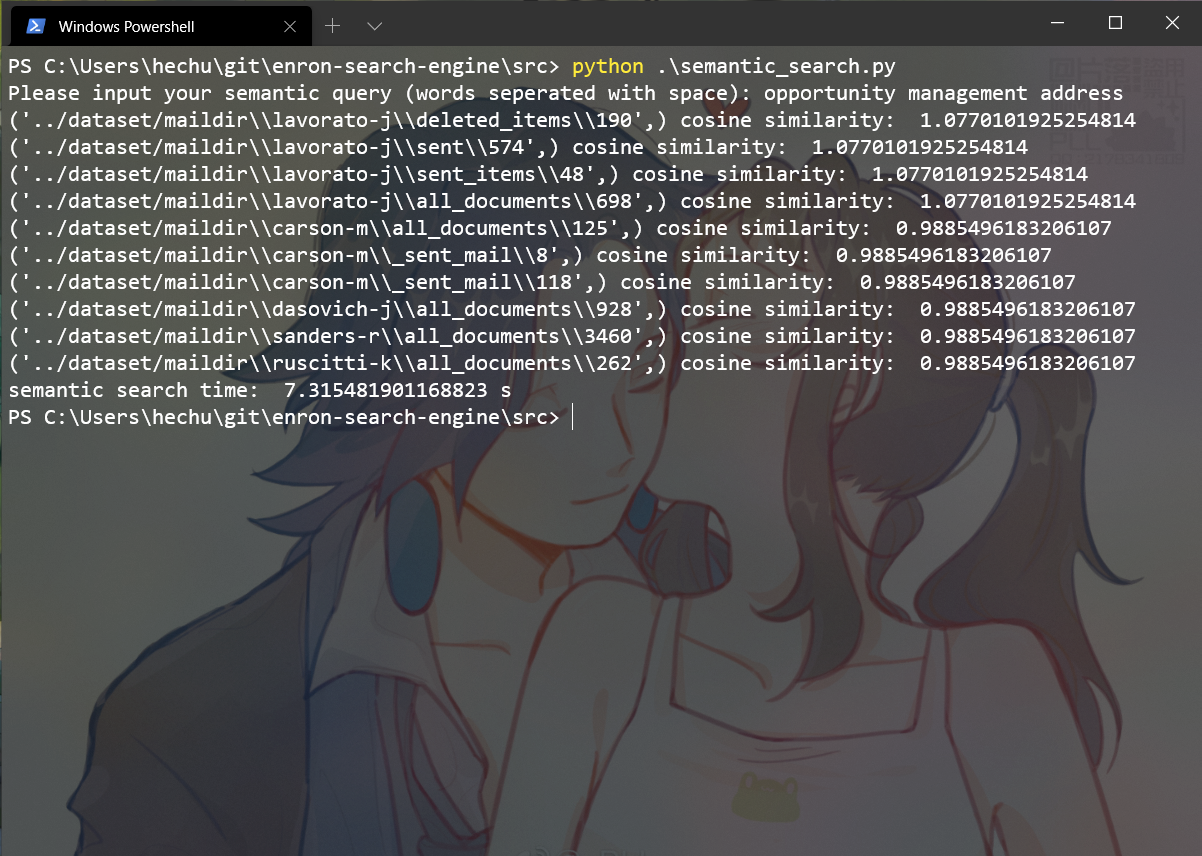 Windows Powershell
PS C:\Users\hechu\git\enron-search-engine\src> python .\semantic_search.py
Please input your semantic query (words seperated with space): opportunity management address
('../dataset/maildir\\lavorato-j\\deleted_items\\190',) cosine similarity:  1.0770101925254814
('../dataset/maildir\\lavorato-j\\sent\\574',) cosine similarity:  1.0770101925254814
('../dataset/maildir\\lavorato-j\\sent_items\\48',) cosine similarity:  1.0770101925254814
('../dataset/maildir\\lavorato-j\\all_documents\\698',) cosine similarity:  1.0770101925254814
('../dataset/maildir\\carson-m\\all_documents\\125',) cosine similarity:  0.9885496183206107
('../dataset/maildir\\carson-m\\_sent_mail\\8',) cosine similarity:  0.9885496183206107
('../dataset/maildir\\carson-m\\_sent_mail\\118',) cosine similarity:  0.9885496183206107
('../dataset/maildir\\dasovich-j\\all_documents\\928',) cosine similarity:  0.9885496183206107
('../dataset/maildir\\sanders-r\\all_documents\\3460',) cosine similarity:  0.9885496183206107
('../dataset/maildir\\ruscitti-k\\all_documents\\262',) cosine similarity:  0.9885496183206107
semantic search time:  7.315481901168823 s
PS C:\Users\hechu\git\enron-search-engine\src>